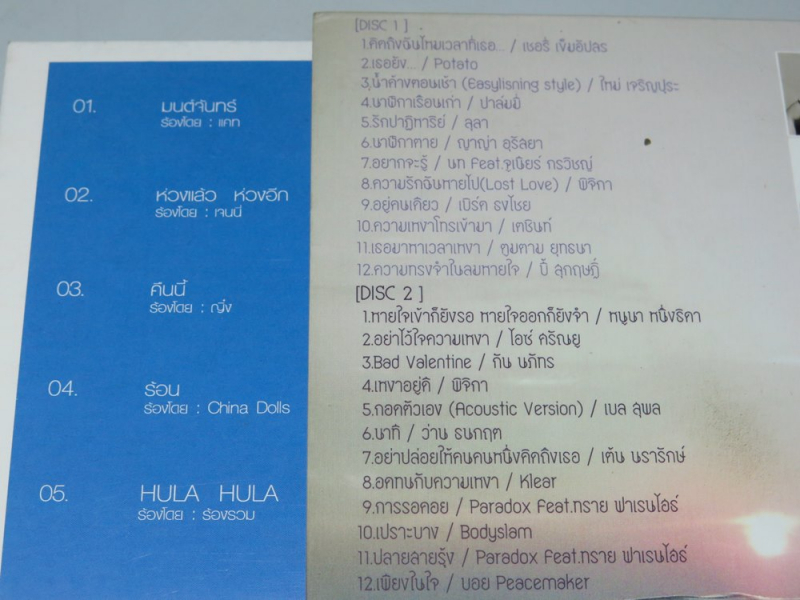 01.
มนต์จันทร์
ร้องโดย : แคท
02.
ห่วงแล้ว ห่วงอีก
ร้องโดย : เจนนี่
03.
คืนนี้
ร้องโดย : ญิ๋ง
04.
ร้อน
ร้องโดย : China Dolls
05.
HULA HULA
ร้องโดย : ร้องรวม
[DISC 1]
1.คิดถึงฉันไหมเวลาที่เธอ... / เชอรี่ เข็มอัปสร
2.เธอยัง... / Potato
3.น้ำค้างตอนเช้า (Easylisning style) / ใหม่ เจริญปุระ
4.นาฬิกาเรือนเก่า / ปาล์มมี่
5.รักปาฏิหาริย์ / ลุลา
6.นาฬิกาตาย / ญาญ่า อุรัสยา
7.อยากจะรู้ / นท Feat.จูเนียร์ กรวิชญ์
8.ความรักฉันหายไป(Lost Love) / พิจิกา
9.อยู่คนเดียว / เบิร์ด ธงไชย
10.ความเหงาโทรเข้ามา / เศรินท์
11.เธอมาหาเวลาเหงา / ตูมตาม ยุทธนา
12.ความทรงจำในลมหายใจ / บี้ สุกฤษฎิ์
[DISC 2]
1.หายใจเข้าก็ยังรอ หายใจออกก็ยังจำ / หนูนา หนึ่งธิดา
2.อย่าไว้ใจความเหงา / ไอซ์ ศรัณยู
3.Bad Valentine / กัน นภัทร
4.เหงาอยู่ดี / พิจิกา
5.กอดตัวเอง (Acoustic Version) / เบล สุพล
6.นาที / ว่าน ธนกฤต
7.อย่าปล่อยให้คนคนหนึ่งคิดถึงเธอ / เต้น นรารักษ์
8.อดทนกับความเหงา / Klear
9.การรอคอย / Paradox Feat.ทราย ฟาเรนไฮธ์
10.เปราะบาง / Bodyslam
11.ปลายสายรุ้ง / Paradox Feat.ทราย ฟาเรนไฮธ์
12.เพียงในใจ / บอย Peacemaker